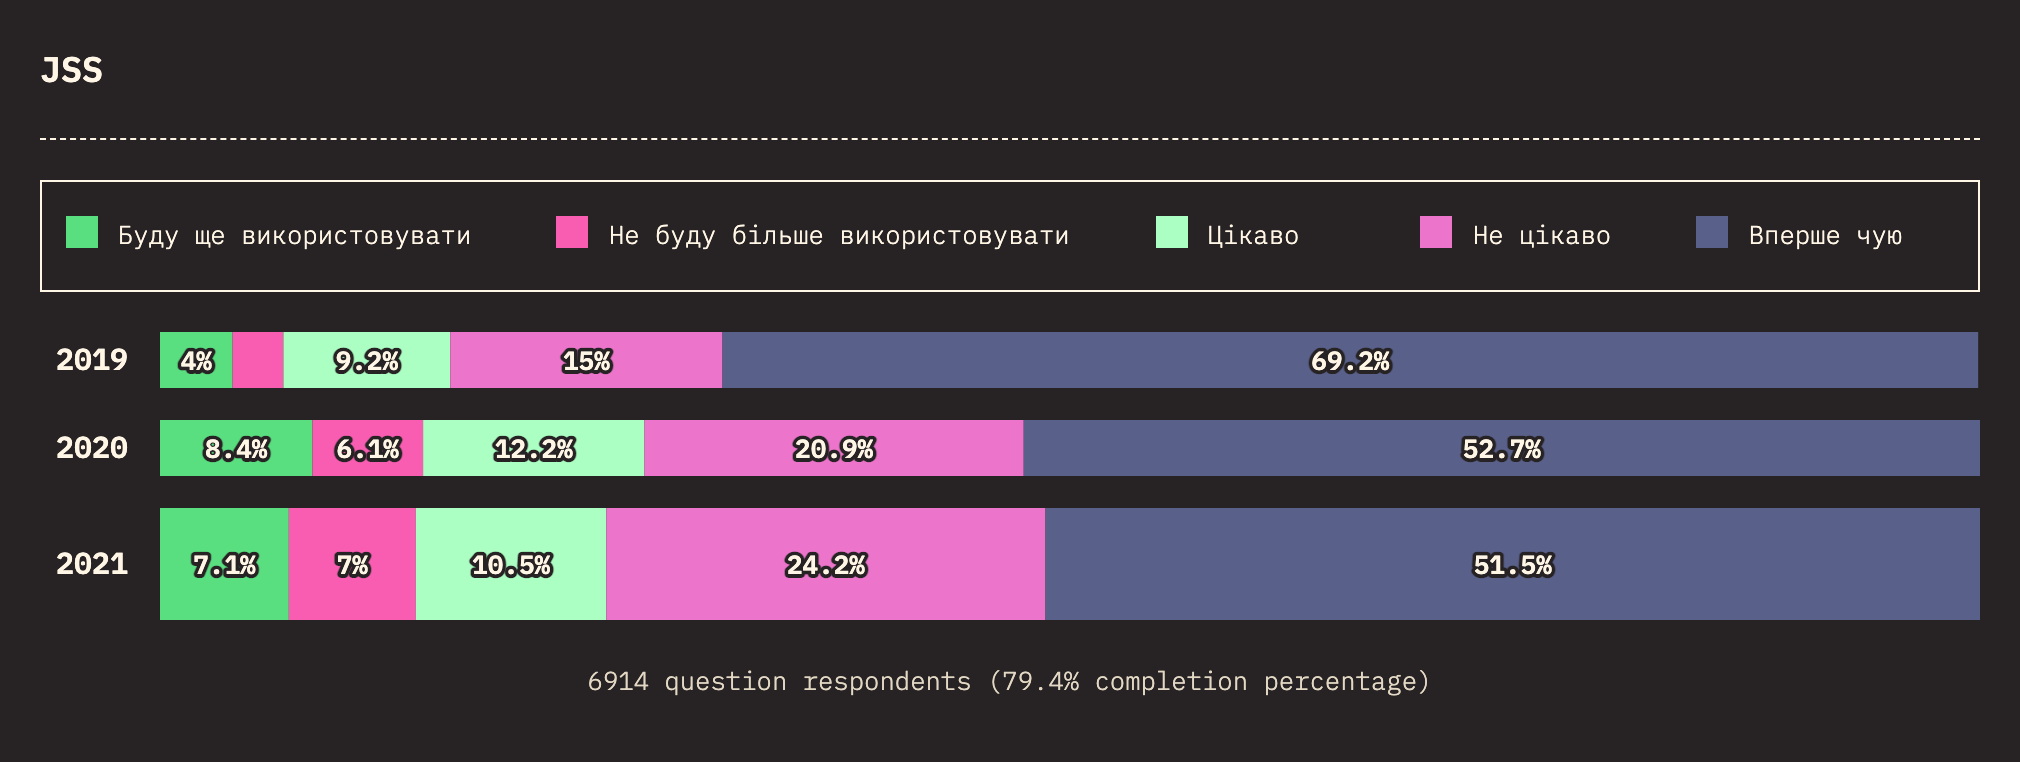 JSS
Буду ще використовувати Не буду більше використовувати Цікаво Не цікаво Вперше чую
2019 4% 9.2% 15% 69.2%
2020 8.4% 6.1% 12.2% 20.9% 52.7%
2021 7.1% 7% 10.5% 24.2% 51.5%
6914 question respondents (79.4% completion percentage)